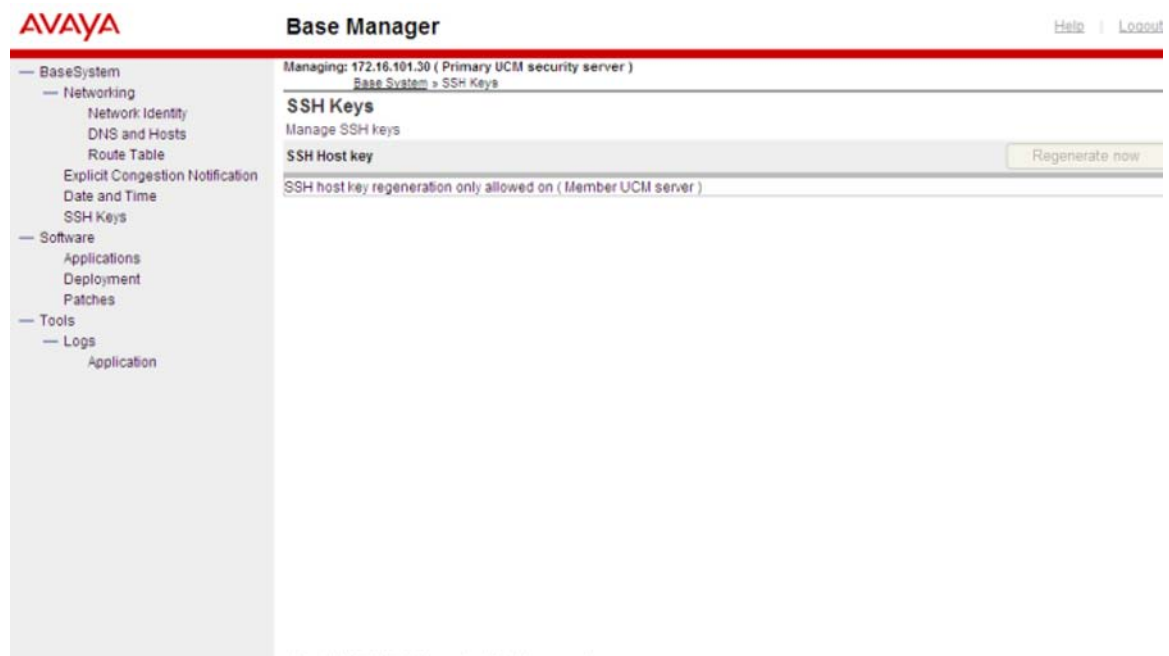 AVAYA
Base Manager
Help | Logout
Managing: 172.16.101.30 ( Primary UCM security server )
Base System » SSH Keys
SSH Keys
Manage SSH keys
SSH Host key
Regenerate now
SSH host key regeneration only allowed on ( Member UCM server )
— BaseSystem
— Networking
Network Identity
DNS and Hosts
Route Table
Explicit Congestion Notification
Date and Time
SSH Keys
— Software
Applications
Deployment
Patches
— Tools
— Logs
Application